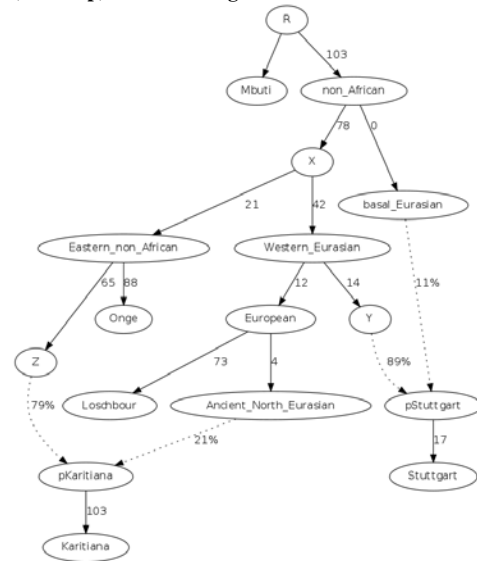 R
103
Mbuti
non_African
78
0
X
21
42
basal_Eurasian
Eastern_non_African
Western_Eurasian
65
88
12
14
11%
Onge
European
Y
Z
73
4
89%
79%
Loschbour
Ancient_North_Eurasian
pStuttgart
21%
17
pKaritiana
Stuttgart
103
Karitiana